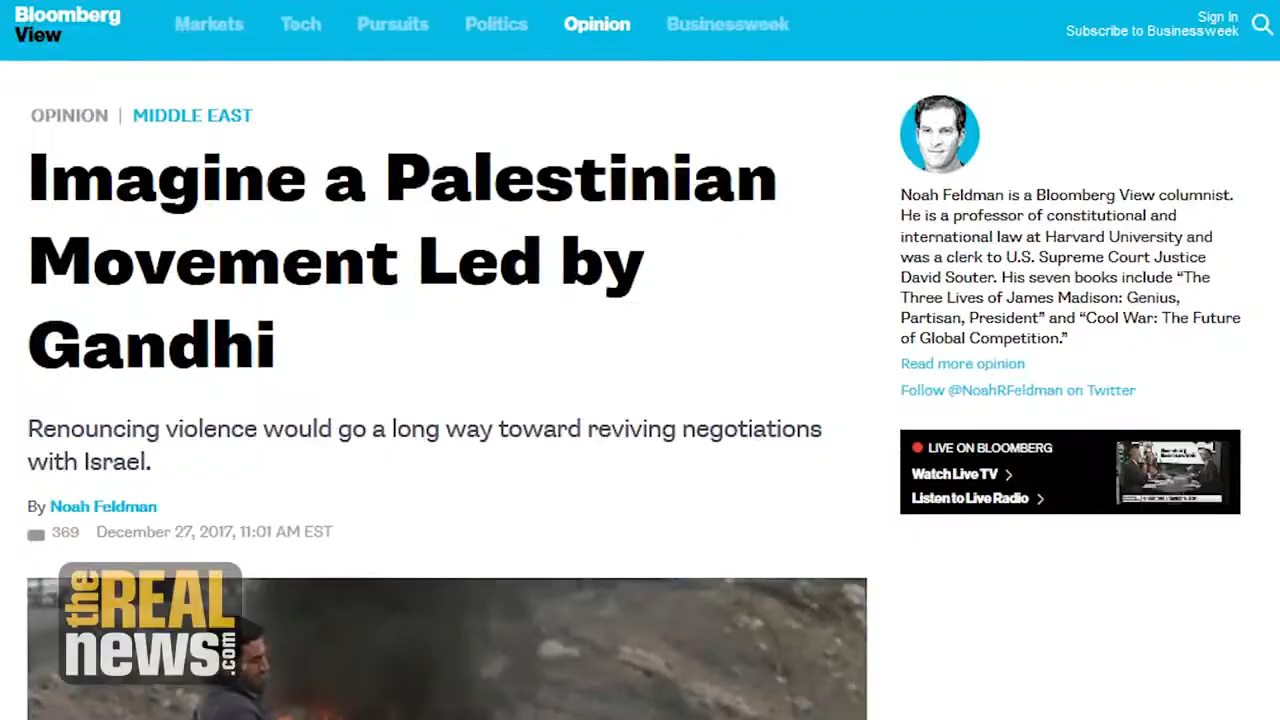 Bloomberg
View
Markets
Tech
Pursuits
Politics
Opinion
Businessweek
Sign In
Subscribe to Businessweek
OPINION | MIDDLE EAST
Imagine a Palestinian
Movement Led by
Gandhi
Renouncing violence would go a long way toward reviving negotiations
with Israel.
By Noah Feldman
369 December 27, 2017, 11:01 AM EST
Noah Feldman is a Bloomberg View columnist.
He is a professor of constitutional and
international law at Harvard University and
was a clerk to U.S. Supreme Court Justice
David Souter. His seven books include “The
Three Lives of James Madison: Genius,
Partisan, President” and “Cool War: The Future
of Global Competition.”
Read more opinion
Follow @NoahRFeldman on Twitter
LIVE ON BLOOMBERG
Watch Live TV >
Listen to Live Radio >
the REAL
news.com